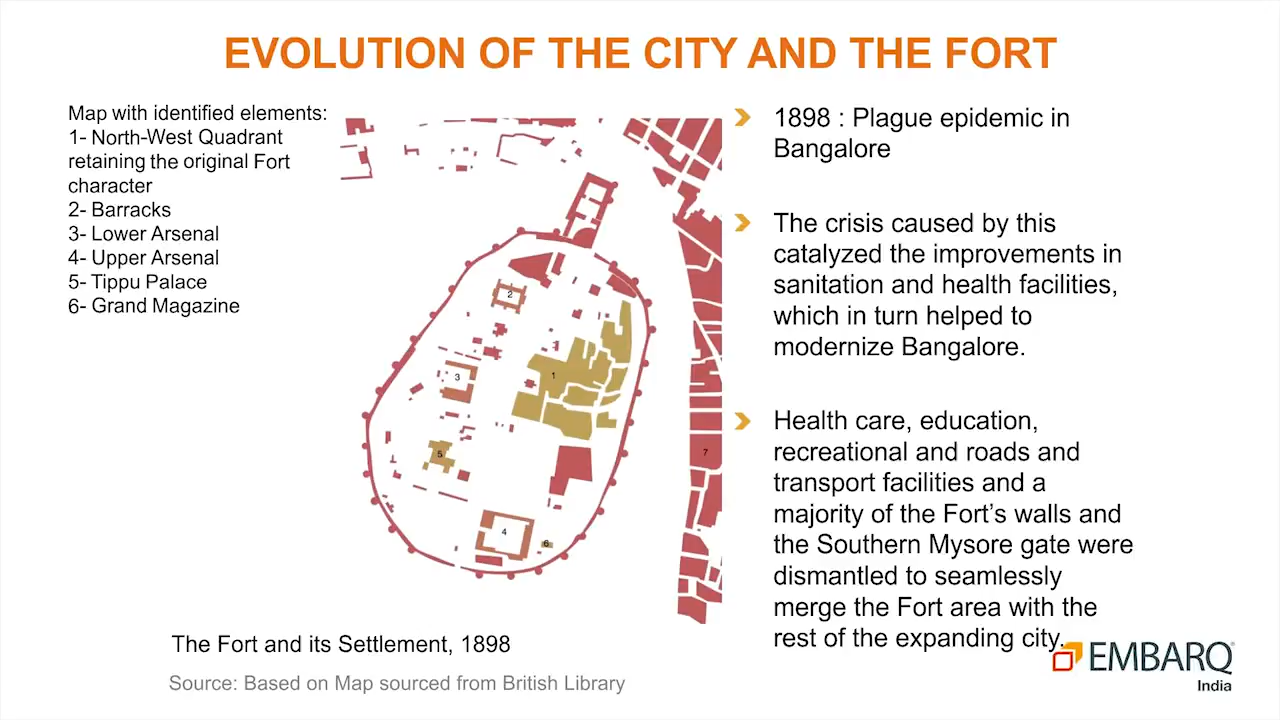 EVOLUTION OF THE CITY AND THE FORT
Map with identified elements:
1- North-West Quadrant
retaining the original Fort
character
2- Barracks
3- Lower Arsenal
4- Upper Arsenal
5- Tippu Palace
6- Grand Magazine
2
1
3
5
7
4
6
The Fort and its Settlement, 1898
Source: Based on Map sourced from British Library
1898 : Plague epidemic in
Bangalore
The crisis caused by this
catalyzed the improvements in
sanitation and health facilities,
which in turn helped to
modernize Bangalore.
Health care, education,
recreational and roads and
transport facilities and a
majority of the Fort's walls and
the Southern Mysore gate were
dismantled to seamlessly
merge the Fort area with the
rest of the expanding city.
EMBARQ®
India